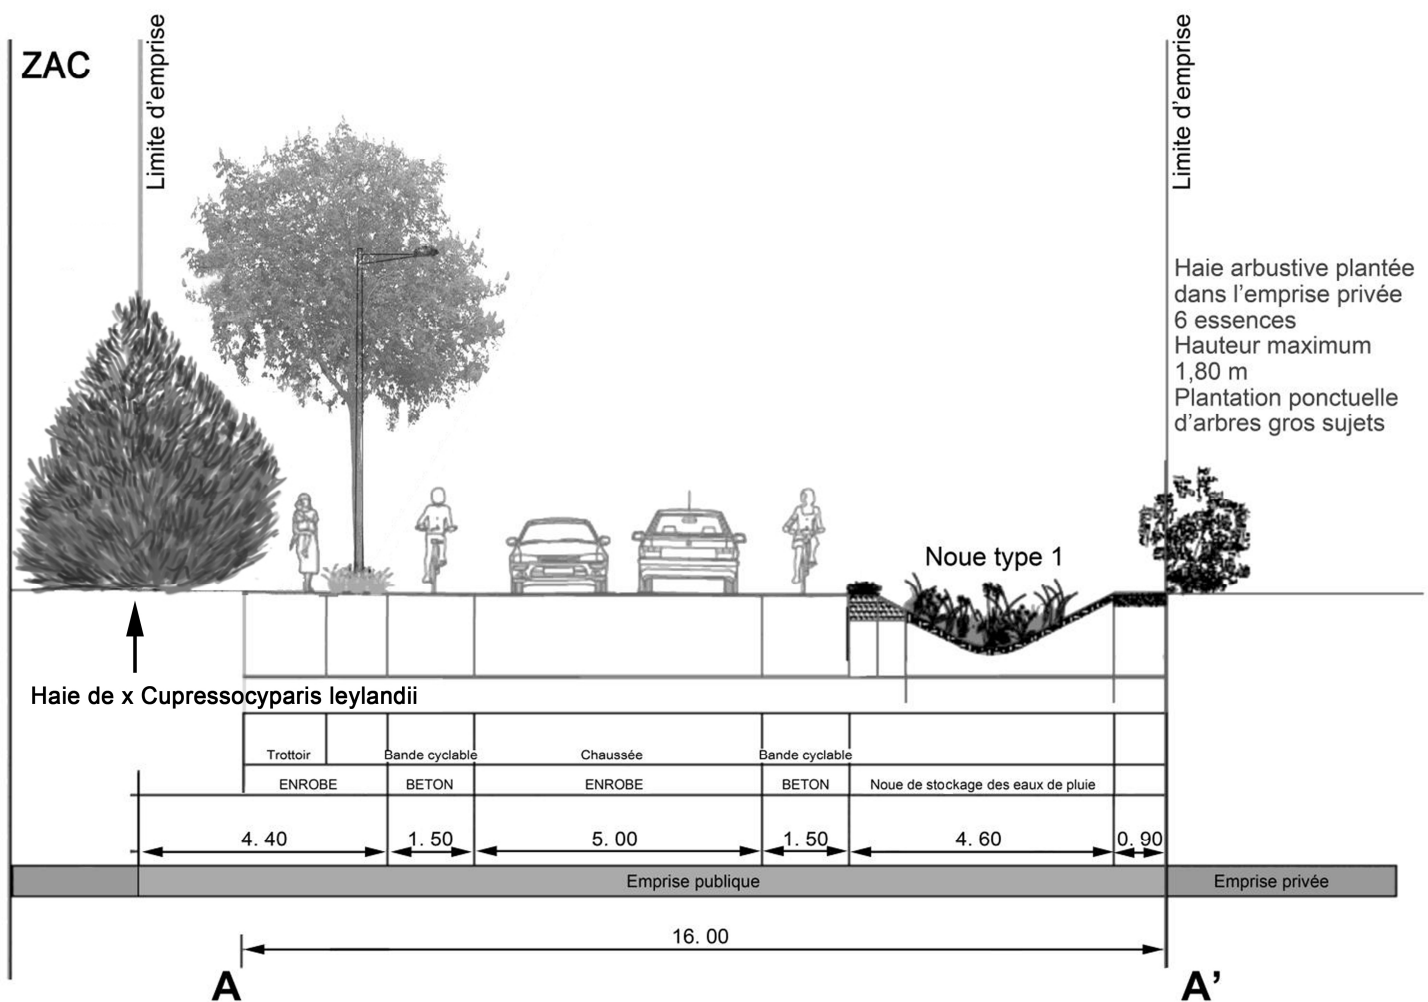 ZAC
Limite d’emprise
Limite d’emprise
Haie arbustive plantée
dans l’emprise privée
6 essences
Hauteur maximum
1,80 m
Plantation ponctuelle
d’arbres gros sujets
Noue type 1
Haie de x Cupressocyparis leylandii
Trottoir Bande cyclable Chaussée Bande cyclable
ENROBE BETON ENROBE BETON Noue de stockage des eaux de pluie
4. 40 1. 50 5. 00 1. 50 4. 60 0. 90
Emprise publique Emprise privée
16. 00
A A’